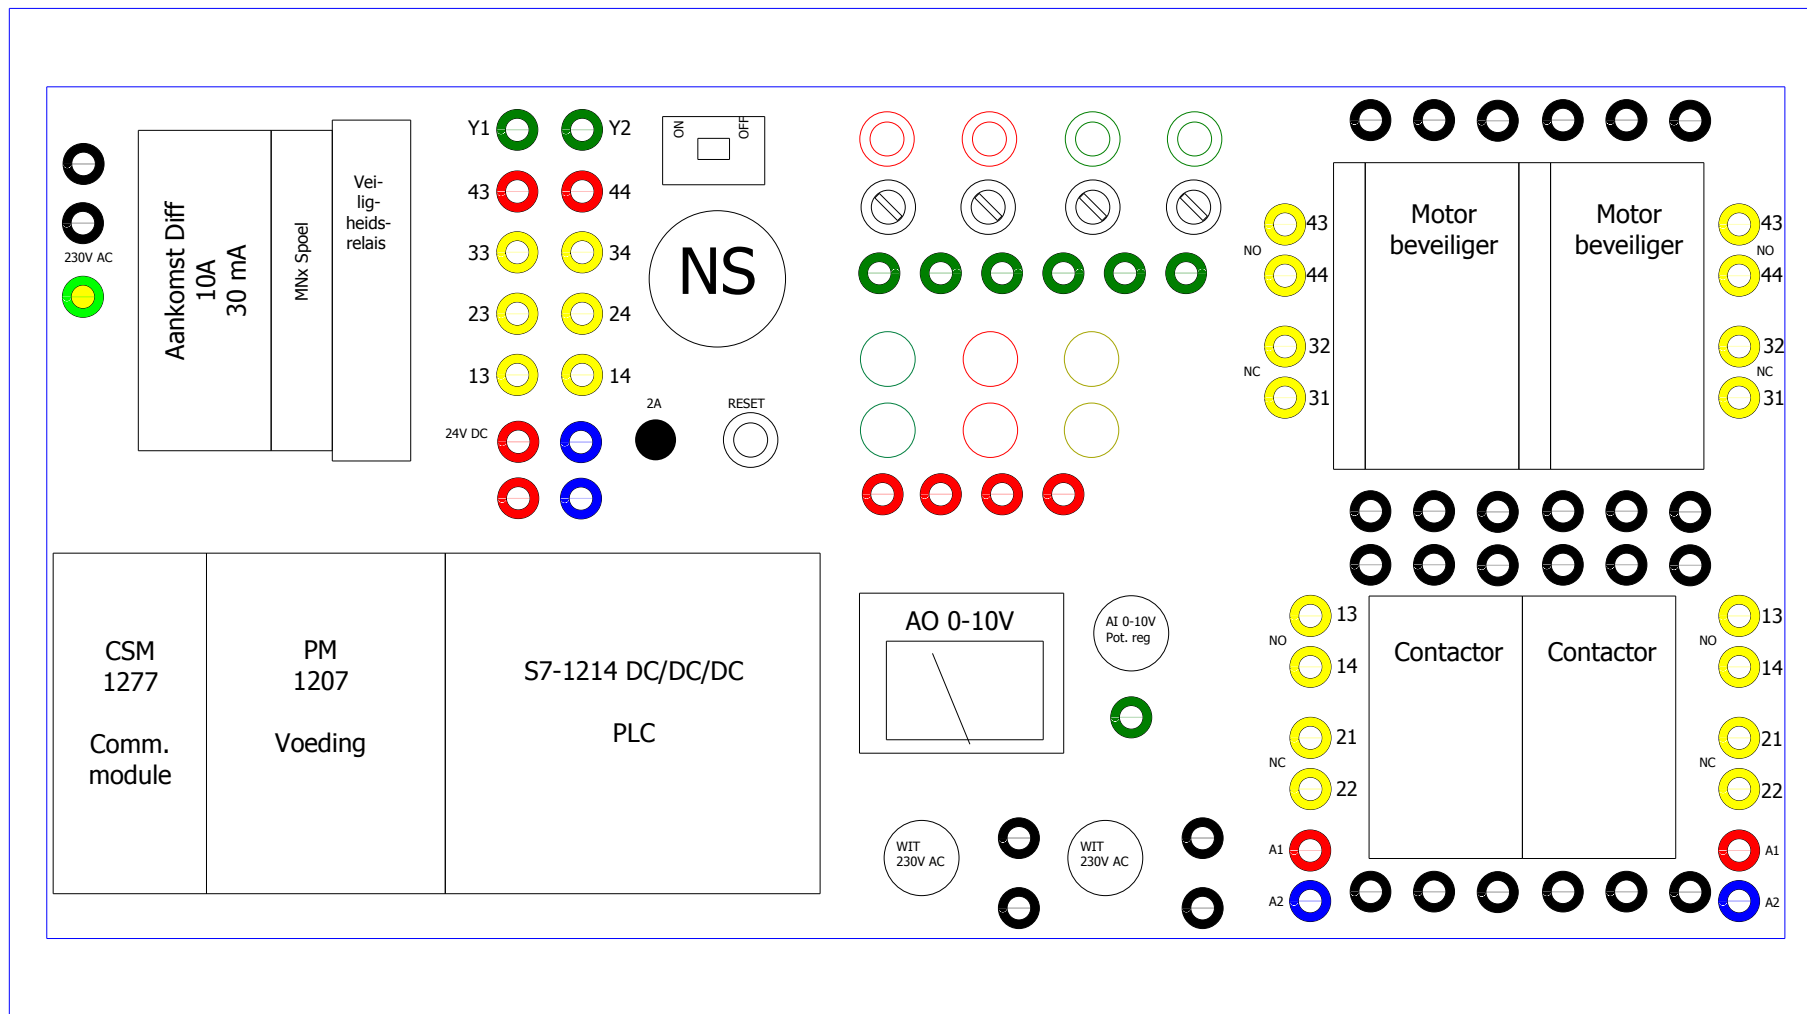 230V AC
Aankomst Diff
10A
30 mA
MNx Spoel
Vei-
lig-
heids-
relais
Y1
Y2
43
44
33
34
23
24
13
14
24V DC
ON
OFF
NS
2A
RESET
43
NO
44
32
NC
31
Motor
beveiliger
Motor
beveiliger
43
NO
44
32
NC
31
CSM
1277
Comm.
module
PM
1207
Voeding
S7-1214 DC/DC/DC
PLC
AO 0-10V
AI 0-10V
Pot. reg
WIT
230V AC
WIT
230V AC
13
NO
14
21
NC
22
A1
A2
Contactor
Contactor
13
NO
14
21
NC
22
A1
A2